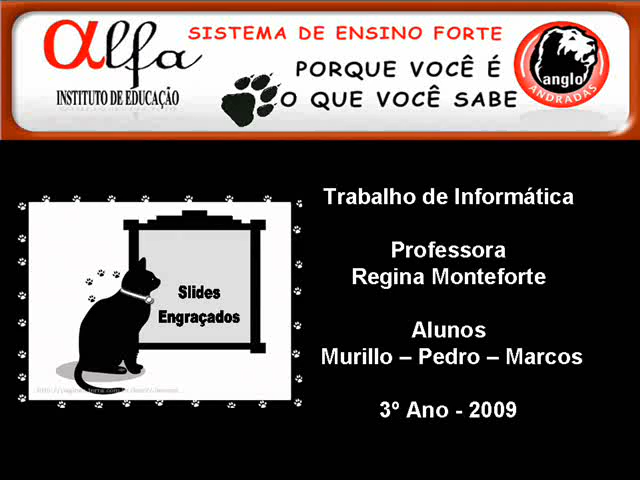 alfa
INSTITUTO DE EDUCAÇÃO
SISTEMA DE ENSINO FORTE
PORQUE VOCÊ É
O QUE VOCÊ SABE
anglo
ANDRADAS
Slides
Engraçados
Trabalho de Informática
Professora
Regina Monteforte
Alunos
Murillo – Pedro – Marcos
3º Ano - 2009